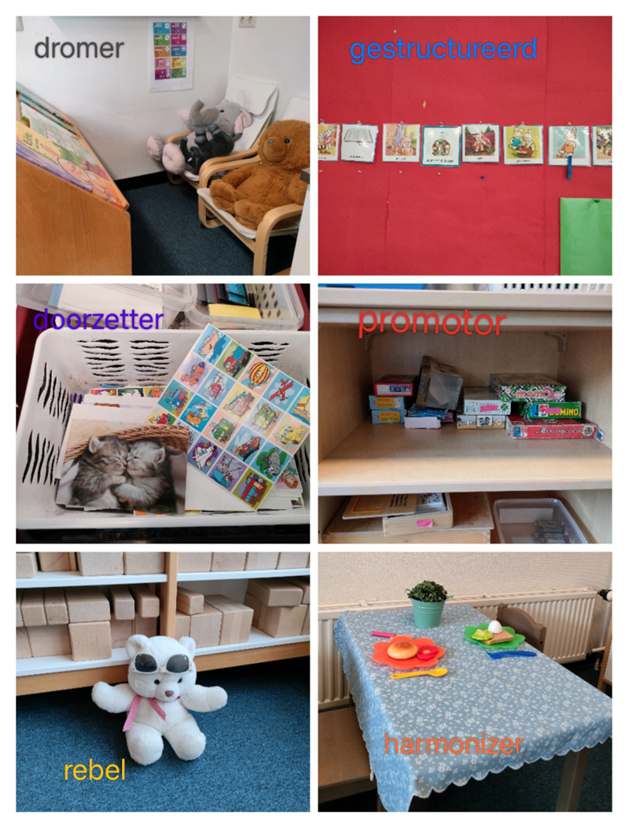 dromer
gestructureerd
doorzetter
promotor
rebel
harmonizer